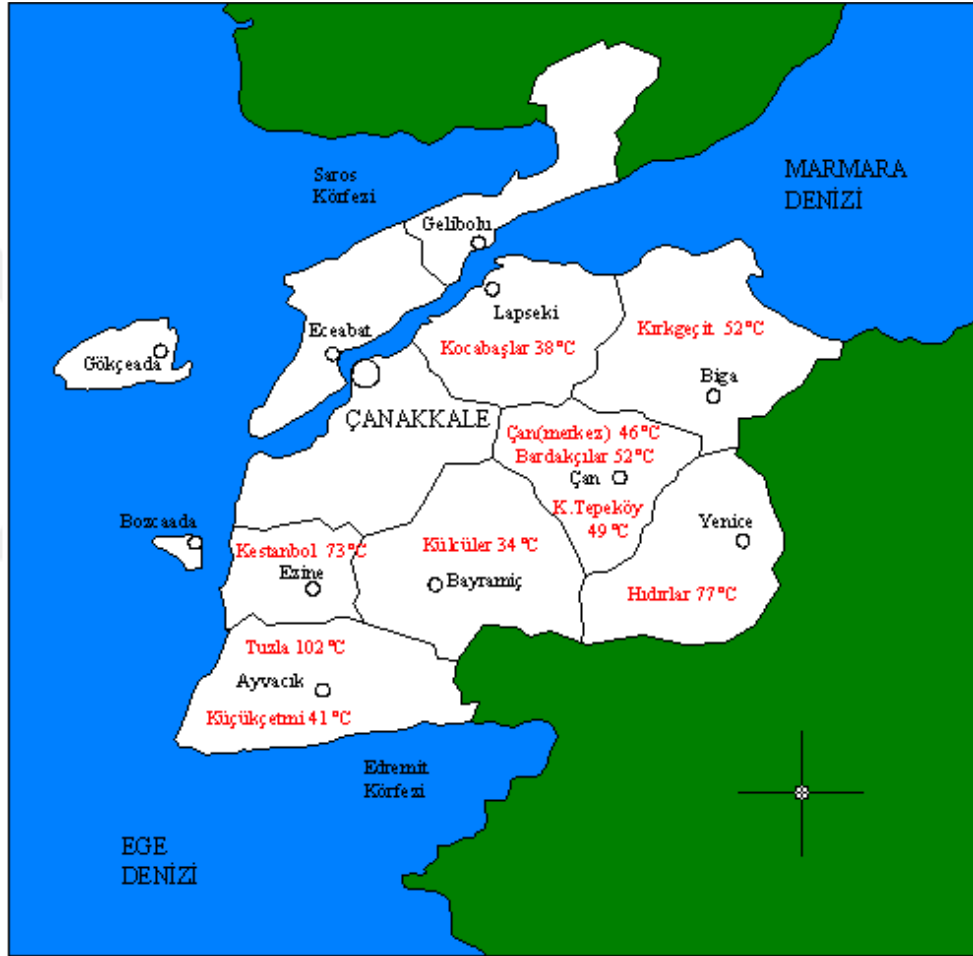 MARMARA
DENİZİ
Saros
Körfezi
Gelibolu
Lapseki
Kırkgeçit 52°C
Eceabat
Kocabaşlar 38°C
Gökçeada
Biga
ÇANAKKALE
Çan(merkez) 46°C
Bardakçılar 52°C
Çan
K.Tepeköy
49°C
Yenice
Bozcaada
Kestanbol 73°C
Ezine
Külcüler 34°C
Bayramiç
Hıdırlar 77°C
Tuzla 102°C
Ayvacık
Küçükçetmi 41°C
Edremit
Körfezi
EGE
DENİZİ